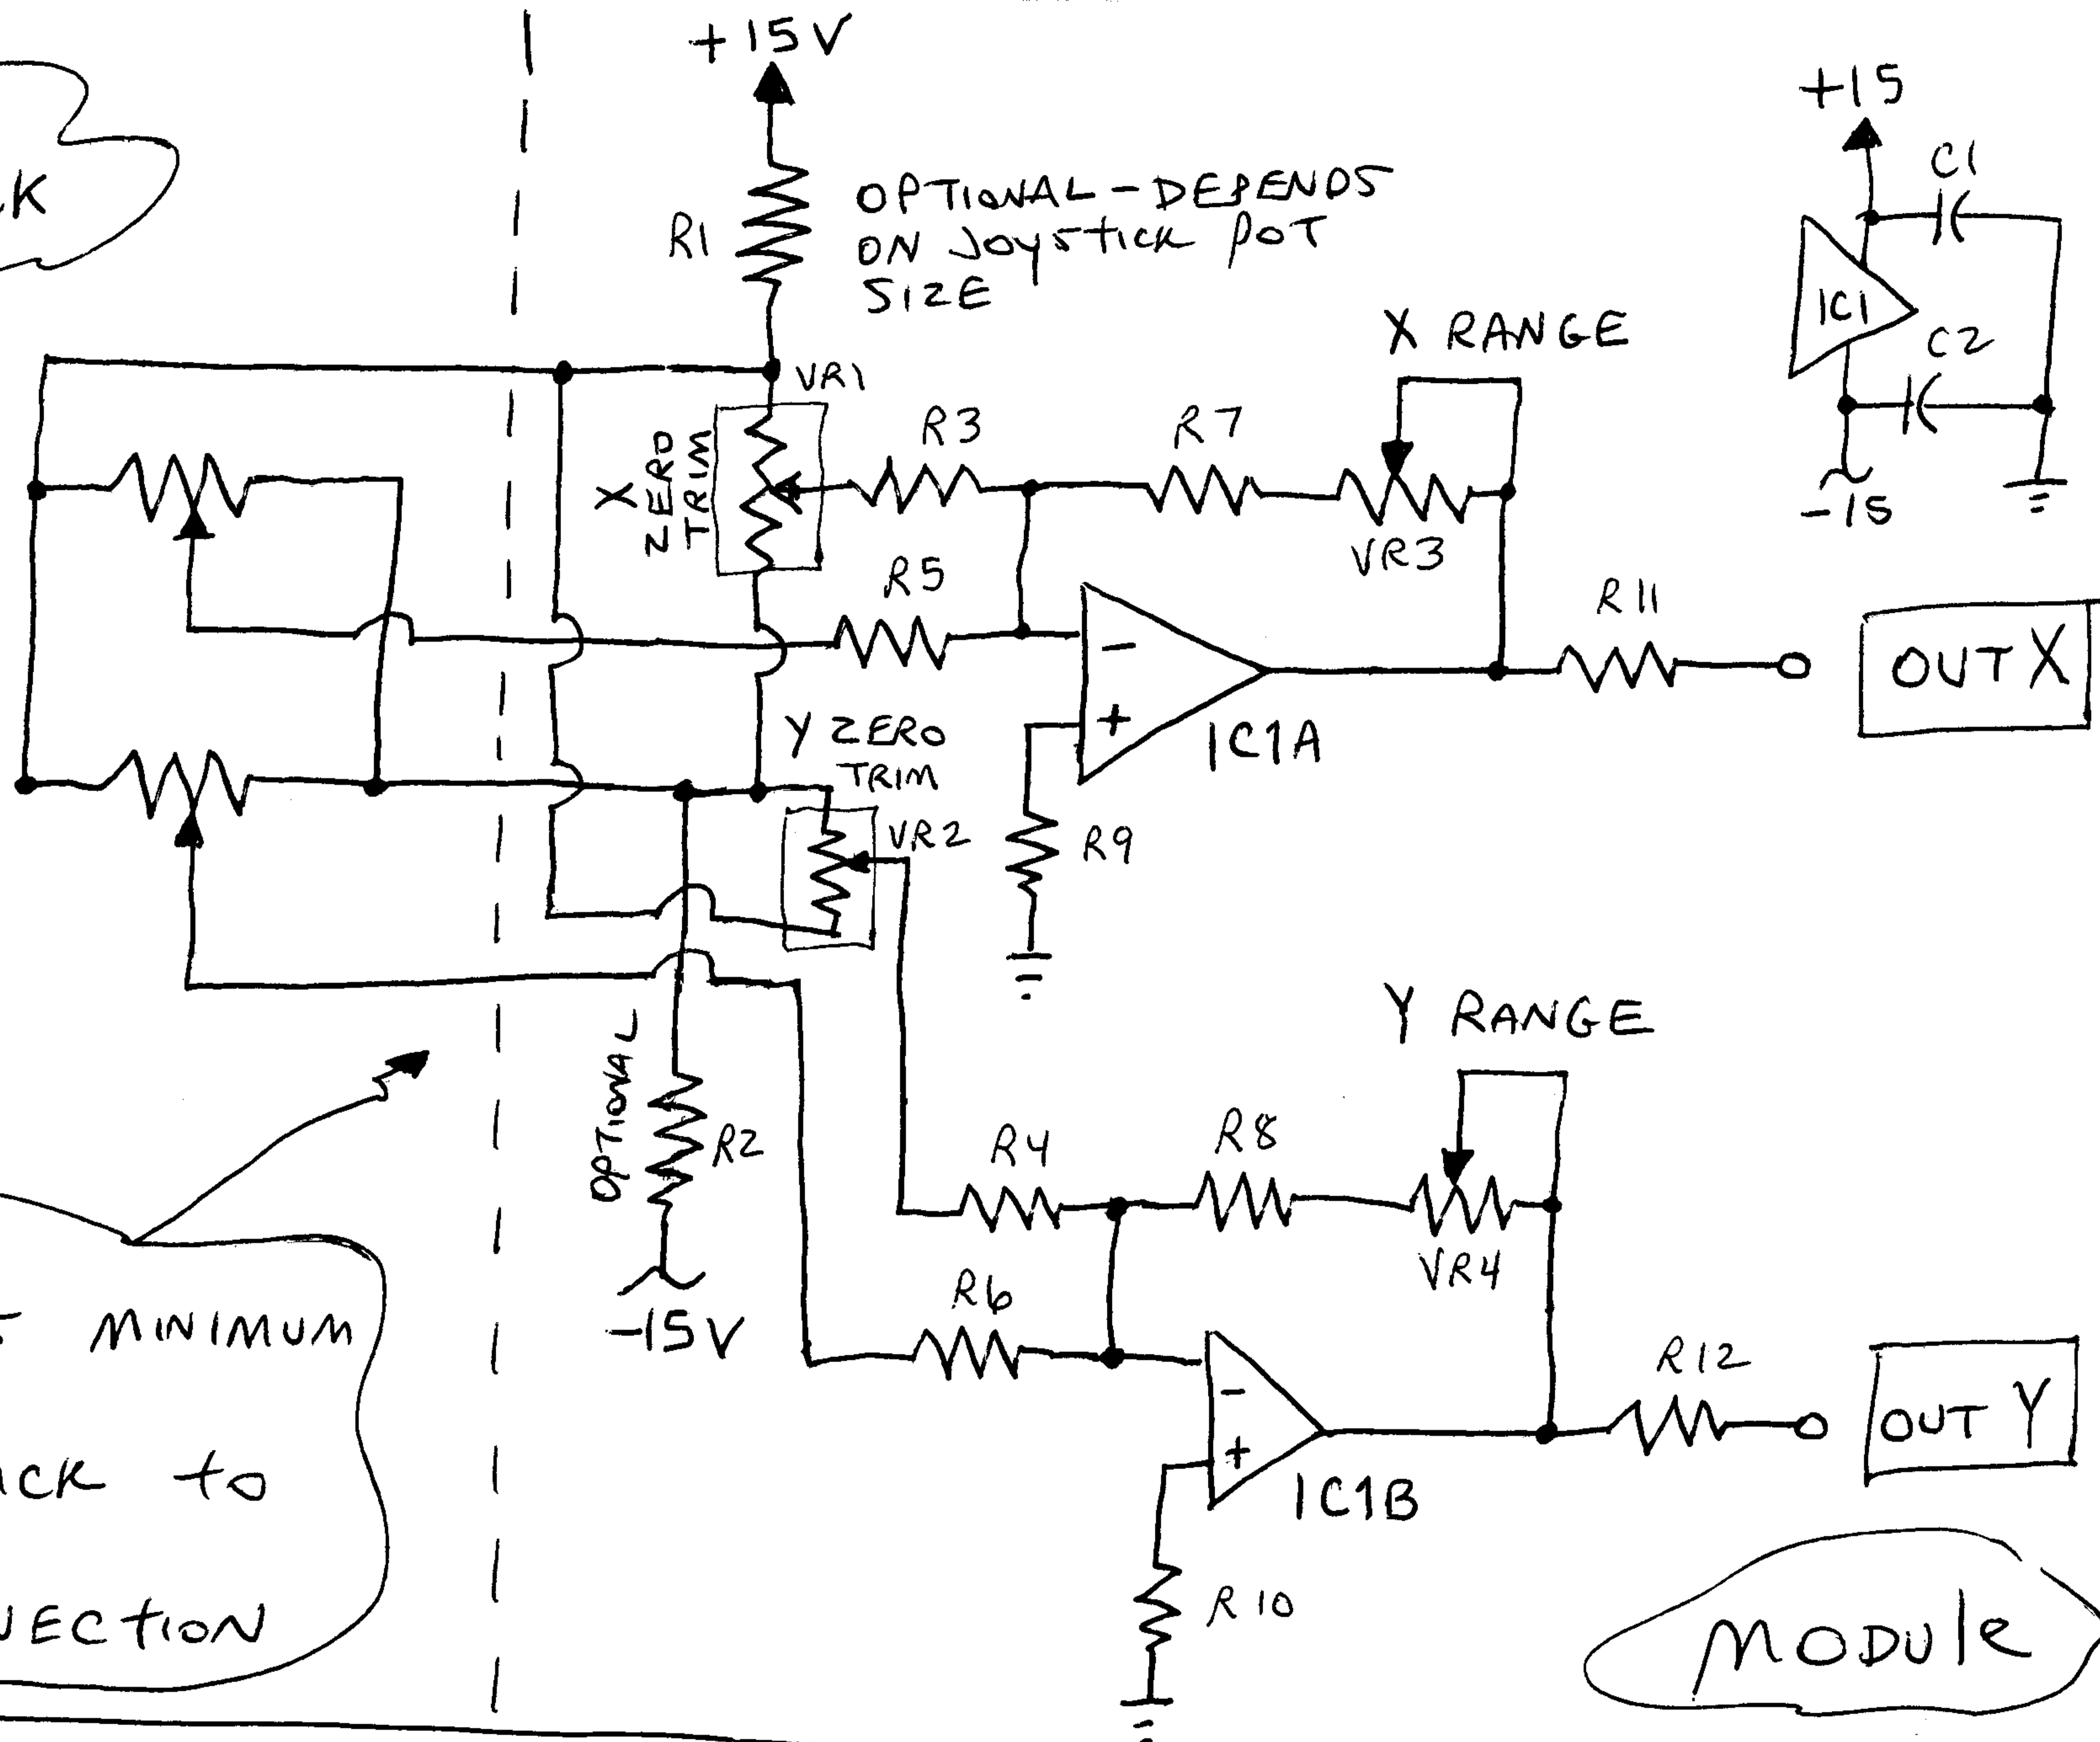 +15V
+15
C1
R1
OPTIONAL - DEPENDS
ON JOYSTICK POT
SIZE
IC1
C2
-15
X RANGE
VR1
X
ZERO
TRIM
R3
R7
VR3
R5
R11
OUT X
-
+
IC1A
Y ZERO
TRIM
VR2
R9
Y RANGE
OPTIONAL
R2
-15V
R4
R8
VR4
R6
R12
OUT Y
-
+
IC1B
R10
MINIMUM
to
MODULE